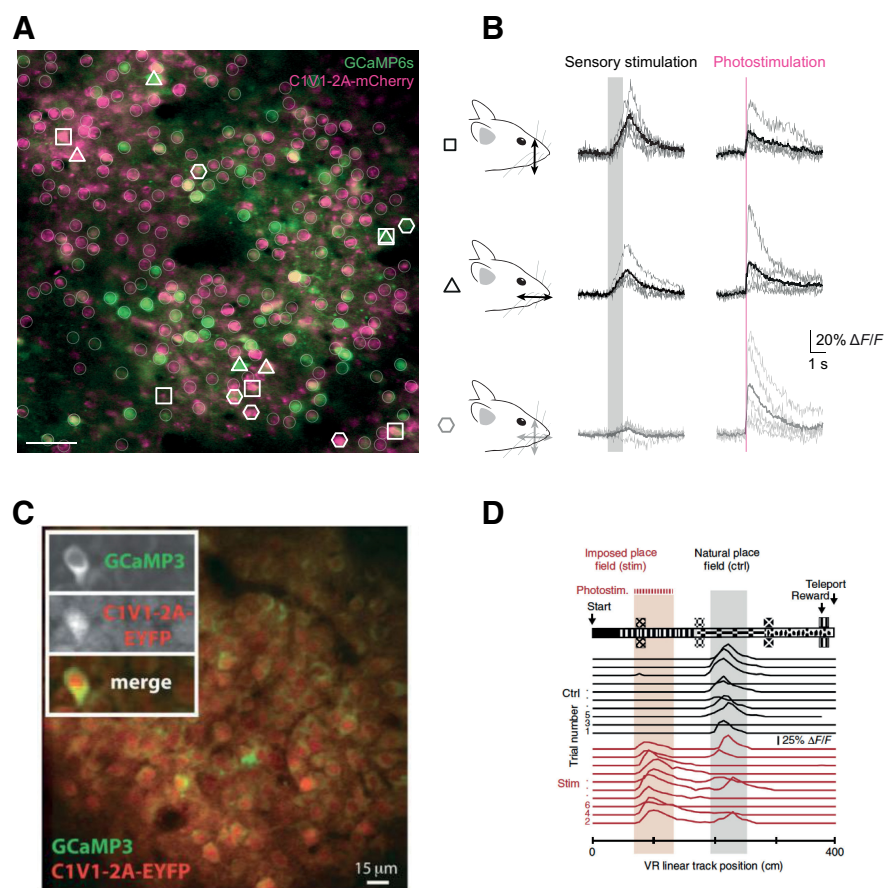 A
GCaMP6s
C1V1-2A-mCherry
B
Sensory stimulation
Photostimulation
20% ΔF/F
1 s
C
GCaMP3
C1V1-2A-
EYFP
merge
GCaMP3
C1V1-2A-EYFP
15 µm
D
Imposed place
field (stim)
Natural place
field (ctrl)
Photostim.
Teleport
Reward
Start
Ctrl
5
3
1
25% ΔF/F
Trial number
Stim
6
4
2
0
400
VR linear track position (cm)